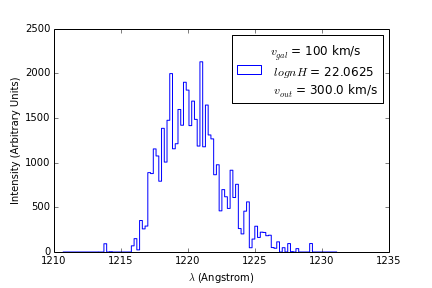 2500
2000
1500
1000
500
0
Intensity (Arbitrary Units)
v_gal = 100 km/s
lognH = 22.0625
v_out = 300.0 km/s
1210 1215 1220 1225 1230 1235
λ (Angstrom)